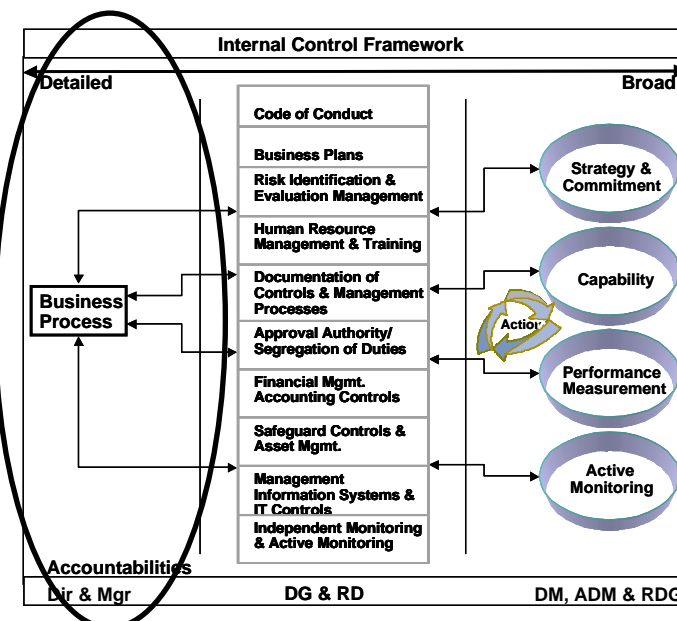 Internal Control Framework
Detailed
Broad
Code of Conduct
Business Plans
Risk Identification &
Evaluation Management
Human Resource
Management & Training
Documentation of
Controls & Management
Processes
Approval Authority/
Segregation of Duties
Financial Mgmt.
Accounting Controls
Safeguard Controls &
Asset Mgmt.
Management
Information Systems &
IT Controls
Independent Monitoring
& Active Monitoring
Business
Process
Strategy &
Commitment
Capability
Action
Performance
Measurement
Active
Monitoring
Accountabilities
Dir & Mgr
DG & RD
DM, ADM & RDG